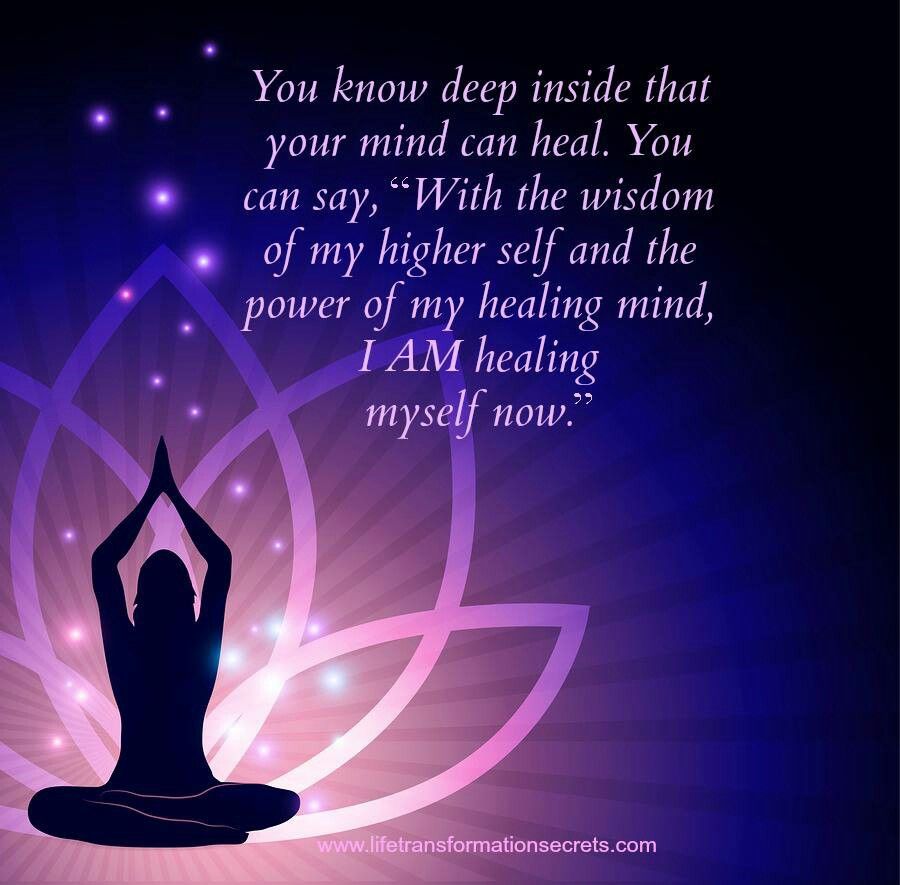 You know deep inside that
your mind can heal. You
can say, “With the wisdom
of my higher self and the
power of my healing mind,
I AM healing
myself now.”
www.lifetransformationsecrets.com